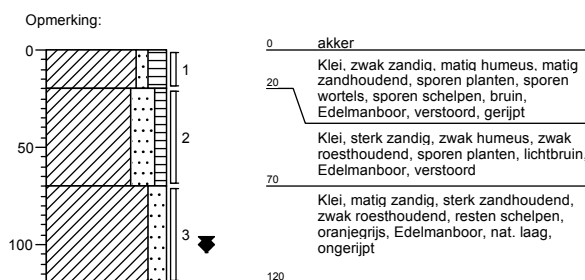 Opmerking:
0
50
100
1
2
3
0 akker
Klei, zwak zandig, matig humeus, matig
zandhoudend, sporen planten, sporen
wortels, sporen schelpen, bruin,
Edelmanboor, verstoord, gerijpt
20
Klei, sterk zandig, zwak humeus, zwak
roesthoudend, sporen planten, lichtbruin,
Edelmanboor, verstoord
70
Klei, matig zandig, sterk zandhoudend,
zwak roesthoudend, resten schelpen,
oranjegrijs, Edelmanboor, nat. laag,
ongerijpt
120